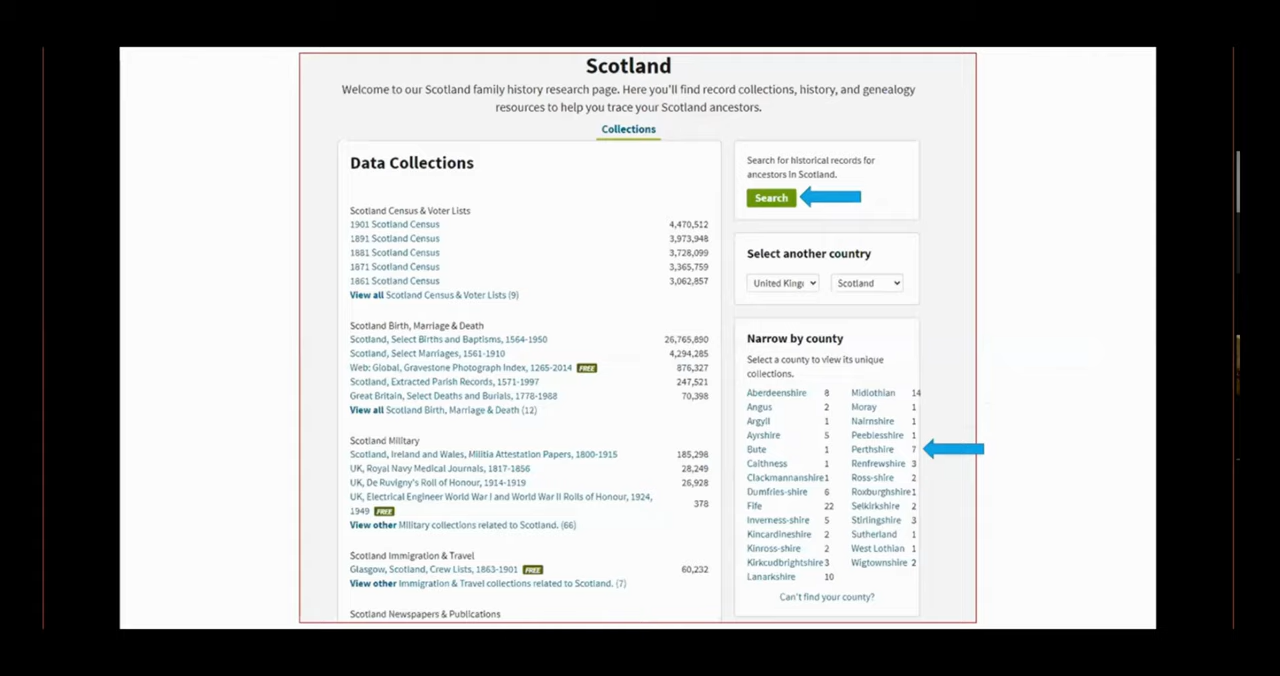 Scotland
Welcome to our Scotland family history research page. Here you'll find record collections, history, and genealogy
resources to help you trace your Scotland ancestors.
Collections
Data Collections
Scotland Census & Voter Lists
1901 Scotland Census 4,470,512
1891 Scotland Census 3,973,948
1881 Scotland Census 3,728,099
1871 Scotland Census 3,365,759
1861 Scotland Census 3,062,857
View all Scotland Census & Voter Lists (9)
Scotland Birth, Marriage & Death
Scotland, Select Births and Baptisms, 1564-1950 26,765,890
Scotland, Select Marriages, 1561-1910 4,294,285
Web: Global, Gravestone Photograph Index, 1265-2014 FREE 876,327
Scotland, Extracted Parish Records, 1571-1997 247,521
Great Britain, Select Deaths and Burials, 1778-1988 70,398
View all Scotland Birth, Marriage & Death (12)
Scotland Military
Scotland, Ireland and Wales, Militia Attestation Papers, 1800-1915 185,298
UK, Royal Navy Medical Journals, 1817-1856 28,249
UK, De Ruvigny's Roll of Honour, 1914-1919 26,928
UK, Electrical Engineer World War I and World War II Rolls of Honour, 1924, 378
1949 FREE
View other Military collections related to Scotland. (66)
Scotland Immigration & Travel
Glasgow, Scotland, Crew Lists, 1863-1901 FREE 60,232
View other Immigration & Travel collections related to Scotland. (7)
Scotland Newspapers & Publications
Search for historical records for
ancestors in Scotland.
Search
Select another country
United King Scotland
Narrow by county
Select a county to view its unique
collections.
Aberdeenshire 8 Midlothian 14
Angus 2 Moray 1
Argyll 1 Nairnshire 1
Ayrshire 5 Peeblesshire 1
Bute 1 Perthshire 7
Caithness 1 Renfrewshire 3
Clackmannanshire 1 Ross-shire 2
Dumfries-shire 6 Roxburghshire 1
Fife 22 Selkirkshire 2
Inverness-shire 5 Stirlingshire 3
Kincardineshire 2 Sutherland 1
Kinross-shire 2 West Lothian 1
Kirkcudbrightshire 3 Wigtownshire 2
Lanarkshire 10
Can't find your county?